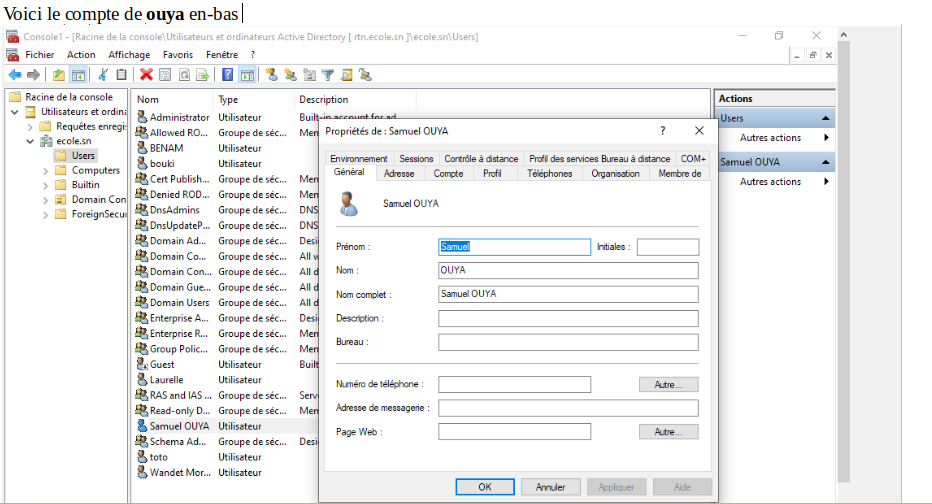 Voici le compte de ouya en-bas
Console1 - [Racine de la console\Utilisateurs et ordinateurs Active Directory [ rtn.ecole.sn ]\ecole.sn\Users]
Fichier Action Affichage Favoris Fenêtre ?
Racine de la console
Utilisateurs et ordina
Requêtes enregis
ecole.sn
Users
Computers
Builtin
Domain Con
ForeignSecur
Nom Type Description
Administrator Utilisateur Built-in account for ad
Allowed RO... Groupe de séc... Men
BENAM Utilisateur
bouki Utilisateur
Cert Publish... Groupe de séc... Men
Denied ROD... Groupe de séc... Men
DnsAdmins Groupe de séc... DNS
DnsUpdateP... Groupe de séc... DNS
Domain Ad... Groupe de séc... Desi
Domain Co... Groupe de séc... All w
Domain Con... Groupe de séc... All d
Domain Gue... Groupe de séc... All d
Domain Users Groupe de séc... All d
Enterprise A... Groupe de séc... Desi
Enterprise R... Groupe de séc... Men
Group Polic... Groupe de séc... Men
Guest Utilisateur Built
Laurelle Utilisateur
RAS and IAS ... Groupe de séc... Serv
Read-only D... Groupe de séc... Men
Samuel OUYA Utilisateur
Schema Ad... Groupe de séc... Desi
toto Utilisateur
Wandet Mor... Utilisateur
Propriétés de : Samuel OUYA ?
Environnement Sessions Contrôle à distance Profil des services Bureau à distance COM+
Général Adresse Compte Profil Téléphones Organisation Membre de
Samuel OUYA
Prénom : Samuel Initiales :
Nom : OUYA
Nom complet : Samuel OUYA
Description :
Bureau :
Numéro de téléphone : Autre...
Adresse de messagerie :
Page Web : Autre...
OK Annuler Appliquer Aide
Actions
Users
Autres actions
Samuel OUYA
Autres actions